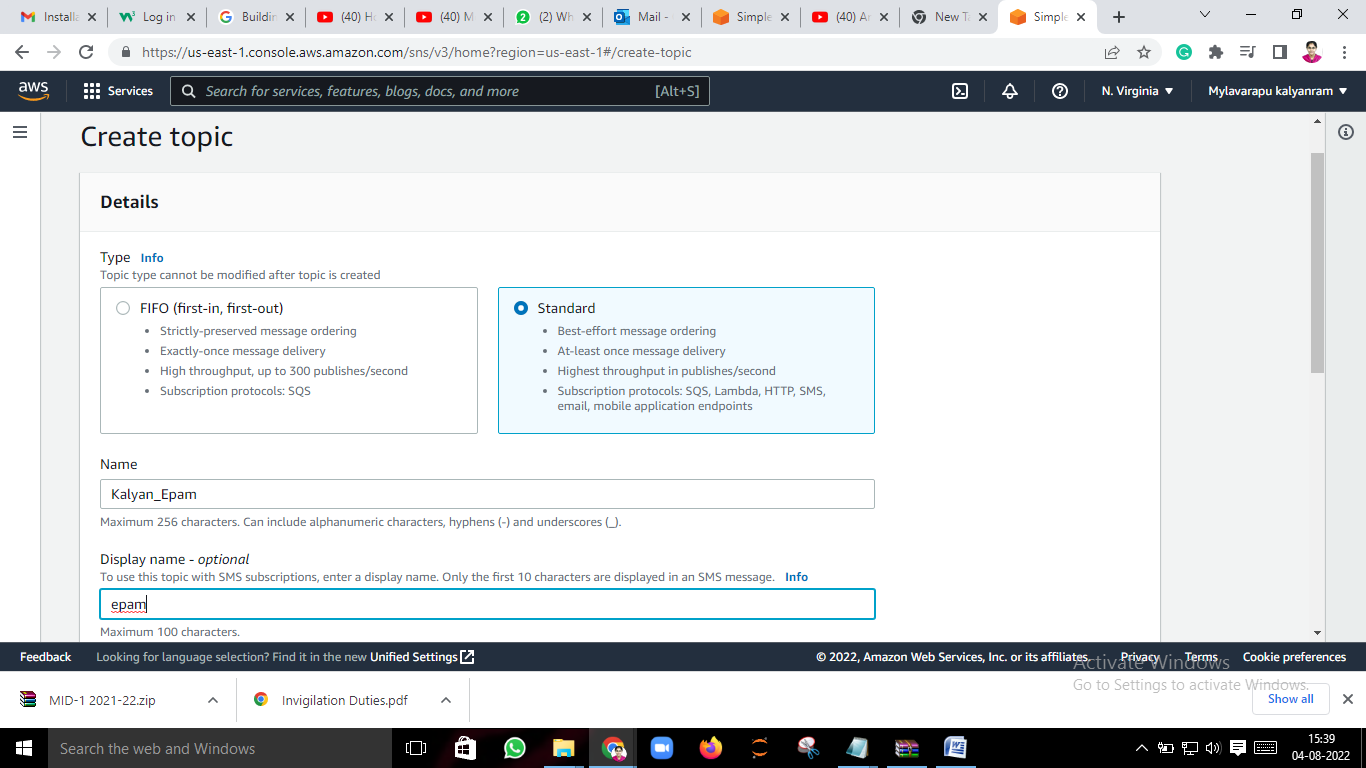 Installa
Log in
Buildin
(40) Ho
(40) M
(2) Wh
Mail -
Simple
(40) A
New Ta
Simple
https://us-east-1.console.aws.amazon.com/sns/v3/home?region=us-east-1#/create-topic
aws
Services
Search for services, features, blogs, docs, and more
[Alt+S]
N. Virginia
Mylavarapu kalyanram
Create topic
Details
Type Info
Topic type cannot be modified after topic is created
FIFO (first-in, first-out)
Strictly-preserved message ordering
Exactly-once message delivery
High throughput, up to 300 publishes/second
Subscription protocols: SQS
Standard
Best-effort message ordering
At-least once message delivery
Highest throughput in publishes/second
Subscription protocols: SQS, Lambda, HTTP, SMS,
email, mobile application endpoints
Name
Kalyan_Epam
Maximum 256 characters. Can include alphanumeric characters, hyphens (-) and underscores (_).
Display name - optional
To use this topic with SMS subscriptions, enter a display name. Only the first 10 characters are displayed in an SMS message. Info
epam
Maximum 100 characters.
Feedback
Looking for language selection? Find it in the new Unified Settings
© 2022, Amazon Web Services, Inc. or its affiliates.
Privacy
Terms
Cookie preferences
Activate Windows
Go to Settings to activate Windows.
MID-1 2021-22.zip
Invigilation Duties.pdf
Show all
Search the web and Windows
15:39
04-08-2022